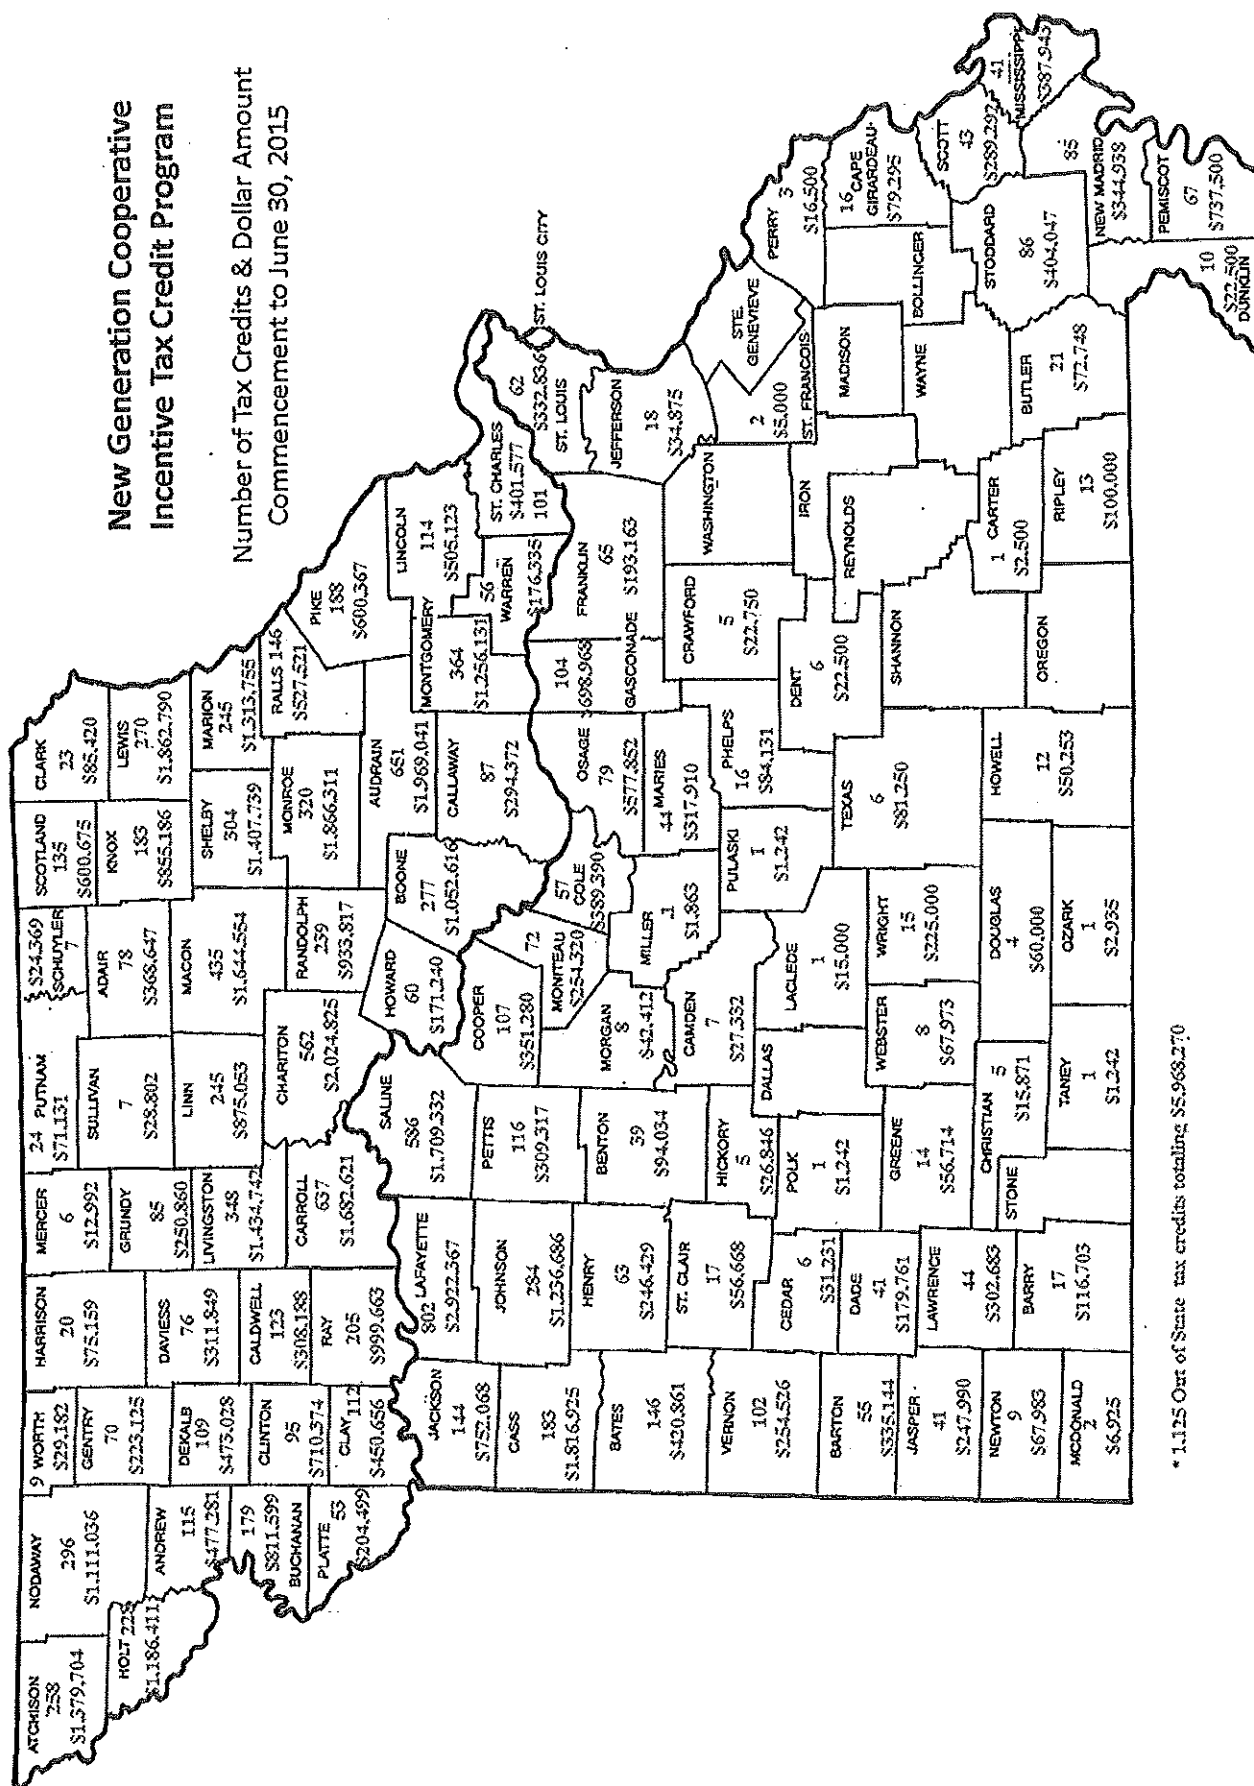 New Generation Cooperative
Incentive Tax Credit Program
Number of Tax Credits & Dollar Amount
Commencement to June 30, 2015
ATCHISON
258
$1.379.704
NODAWAY
296
$1.111.036
HOLT 228
$1.186.411
ANDREW
115
$477.281
179
$811.599
BUCHANAN
PLATTE
53
$204.499
9 WORTH
$29.182
GENTRY
70
$223.125
DEKALB
109
$473.028
CLINTON
95
$710.374
CLAY 112
$450.656
HARRISON
20
$75.159
DAVIESS
76
$311.849
CALDWELL
123
$308.188
RAY
205
$999.663
MERCER
6
$12.992
GRUNDY
85
$250.860
LIVINGSTON
348
$1.434.742
CARROLL
637
$1.682.621
24 PUTNAM
$71.131
SULLIVAN
7
$28.802
LINN
245
$875.053
CHARITON
562
$2.024.825
$24.369
SCHUYLER
7
ADAIR
78
$368.647
MACON
435
$1.644.554
RANDOLPH
239
$933.817
HOWARD
60
$171.240
SCOTLAND
135
$600.675
KNOX
183
$855.186
SHELBY
304
$1.407.739
MONROE
320
$1.866.311
CLARK
23
$85.420
LEWIS
270
$1.862.790
MARION
245
$1.313.755
RALLS 146
$527.521
PIKE
188
$600.367
AUDRAIN
651
$1.969.041
BOONE
277
$1.052.616
CALLAWAY
87
$294.372
MONTGOMERY
364
$1.256.131
LINCOLN
114
$505.123
56
WARREN
$176.335
ST. CHARLES
$401.577
101
62
$332.836
ST. LOUIS
ST. LOUIS CITY
JACKSON
144
$752.068
802 LAFAYETTE
$2.922.367
SALINE
586
$1.709.332
COOPER
107
$351.280
72
MONITEAU
$254.320
57
COLE
$389.390
OSAGE
79
$577.852
104
$698.968
GASCONADE
FRANKLIN
65
$193.163
JEFFERSON
18
$34.875
CASS
183
$1.816.925
JOHNSON
284
$1.236.686
PETTIS
116
$309.317
MORGAN
8
$42.412
MILLER
1
$1.863
MARIES
44
$317.910
BATES
146
$420.861
HENRY
63
$246.429
BENTON
39
$94.034
CAMDEN
7
$27.332
PULASKI
1
$1.242
PHELPS
16
$84.131
CRAWFORD
5
$22.750
WASHINGTON
2
$5.000
ST. FRANCOIS
STE.
GENEVIEVE
PERRY
3
$16.500
VERNON
102
$254.526
ST. CLAIR
17
$56.668
HICKORY
5
$26.846
DALLAS
LACLEDE
1
$15.000
DENT
6
$22.500
IRON
MADISON
BOLLINGER
16 CAPE
GIRARDEAU
$79.295
CEDAR
6
$31.231
POLK
1
$1.242
BARTON
55
$335.144
DADE
41
$179.761
GREENE
14
$56.714
WEBSTER
8
$67.973
WRIGHT
15
$225.000
TEXAS
6
$81.250
SHANNON
REYNOLDS
WAYNE
SCOTT
43
$289.292
41
MISSISSIPPI
$387.943
JASPER
41
$247.990
LAWRENCE
44
$302.683
CHRISTIAN
5
$15.871
DOUGLAS
4
$60.000
HOWELL
12
$50.253
OREGON
1 CARTER
$2.500
BUTLER
21
$72.748
STODDARD
86
$404.047
85
NEW MADRID
$344.938
NEWTON
9
$67.983
MCDONALD
2
$6.925
BARRY
17
$116.703
STONE
TANEY
1
$1.242
OZARK
1
$2.935
RIPLEY
13
$100.000
10
$22.500
DUNKLIN
PEMISCOT
67
$737.500
* 1.125 Out of State tax credits totaling $5.968.270